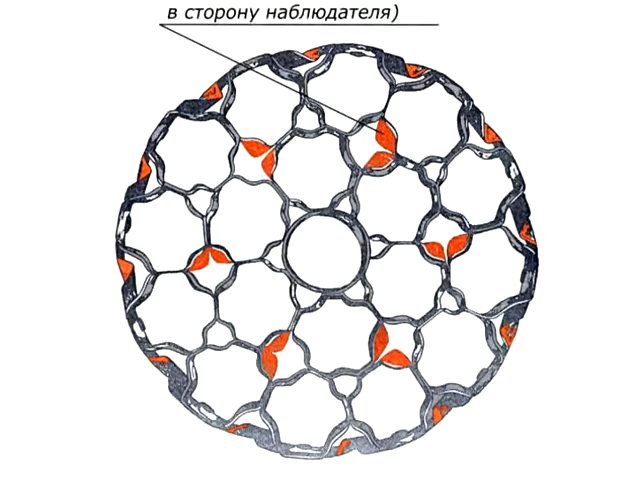 в сторону наблюдателя)